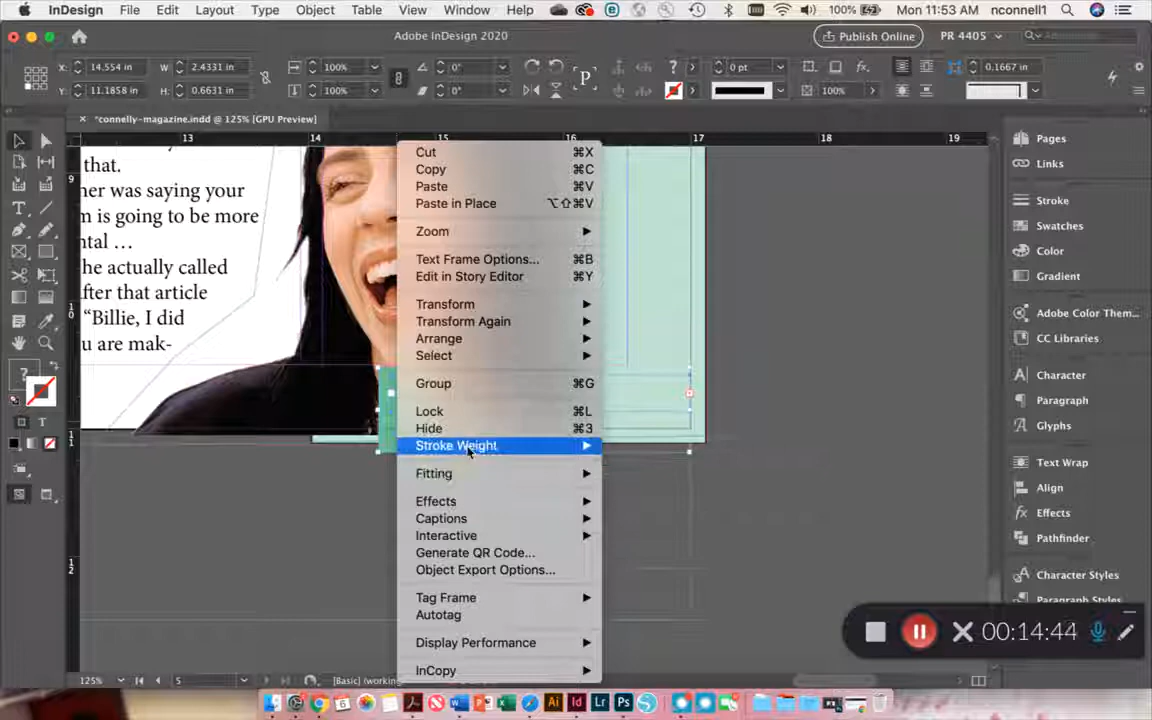 InDesign File Edit Layout Type Object Table View Window Help 100% Mon 11:53 AM nconnell1
Adobe InDesign 2020 Publish Online PR 4405
X: 14.554 in W: 2.4331 in 100% 0° P ? 0 pt fx. 0.1667 in
Y: 11.1858 in H: 0.6631 in 100% 0° 100%
*connelly-magazine.indd @ 125% [GPU Preview]
13 14 15 16 17 18 19
that.
ner was saying your
m is going to be more
ntal …
he actually called
fter that article
“Billie, I did
u are mak-
Cut ⌘X
Copy ⌘C
Paste ⌘V
Paste in Place ⌥⇧⌘V
Zoom
Text Frame Options... ⌘B
Edit in Story Editor ⌘Y
Transform
Transform Again
Arrange
Select
Group ⌘G
Lock ⌘L
Hide ⌘3
Stroke Weight
Fitting
Effects
Captions
Interactive
Generate QR Code...
Object Export Options...
Tag Frame
Autotag
Display Performance
InCopy
Pages
Links
Stroke
Swatches
Color
Gradient
Adobe Color Them...
CC Libraries
Character
Paragraph
Glyphs
Text Wrap
Align
fx Effects
Pathfinder
Character Styles
Paragraph Styles
00:14:44
125% 5 [Basic] (working)